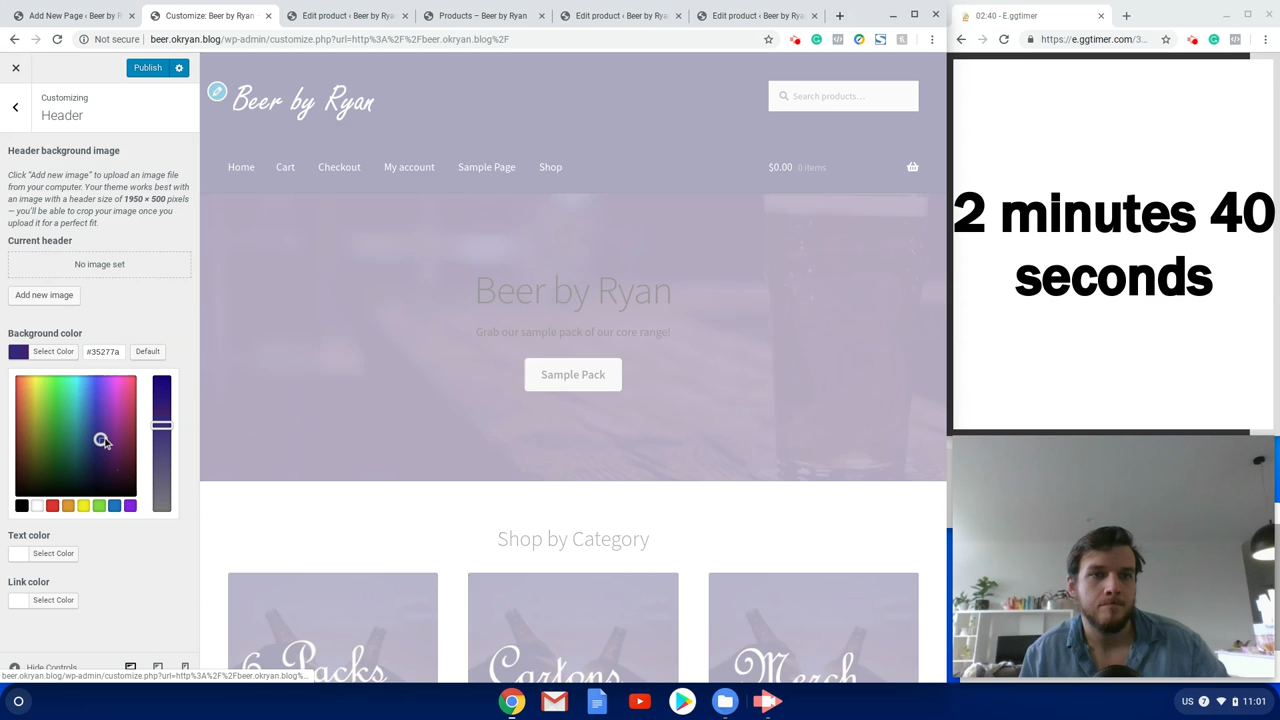 Add New Page ‹ Beer by R
Customize: Beer by Ryan –
Edit product ‹ Beer by Ry
Products – Beer by Ryan
Edit product ‹ Beer by Ry
Edit product ‹ Beer by Ry
02:40 - E.ggtimer
Not secure
beer.okryan.blog/wp-admin/customize.php?url=http%3A%2F%2Fbeer.okryan.blog%2F
https://e.ggtimer.com/3...
Publish
Customizing
Header
Header background image
Click “Add new image” to upload an image file
from your computer. Your theme works best with
an image with a header size of 1950 × 500 pixels
— you’ll be able to crop your image once you
upload it for a perfect fit.
Current header
No image set
Add new image
Background color
Select Color
#35277a
Default
Text color
Select Color
Link color
Select Color
Hide Controls
beer.okryan.blog/wp-admin/customize.php?url=http%3A%2F%2Fbeer.okryan.blog%...
Beer by Ryan
Search products…
Home
Cart
Checkout
My account
Sample Page
Shop
$0.00 0 items
Beer by Ryan
Grab our sample pack of our core range!
Sample Pack
Shop by Category
6 Packs
Cartons
Merch
2 minutes 40
seconds
US
7
11:01